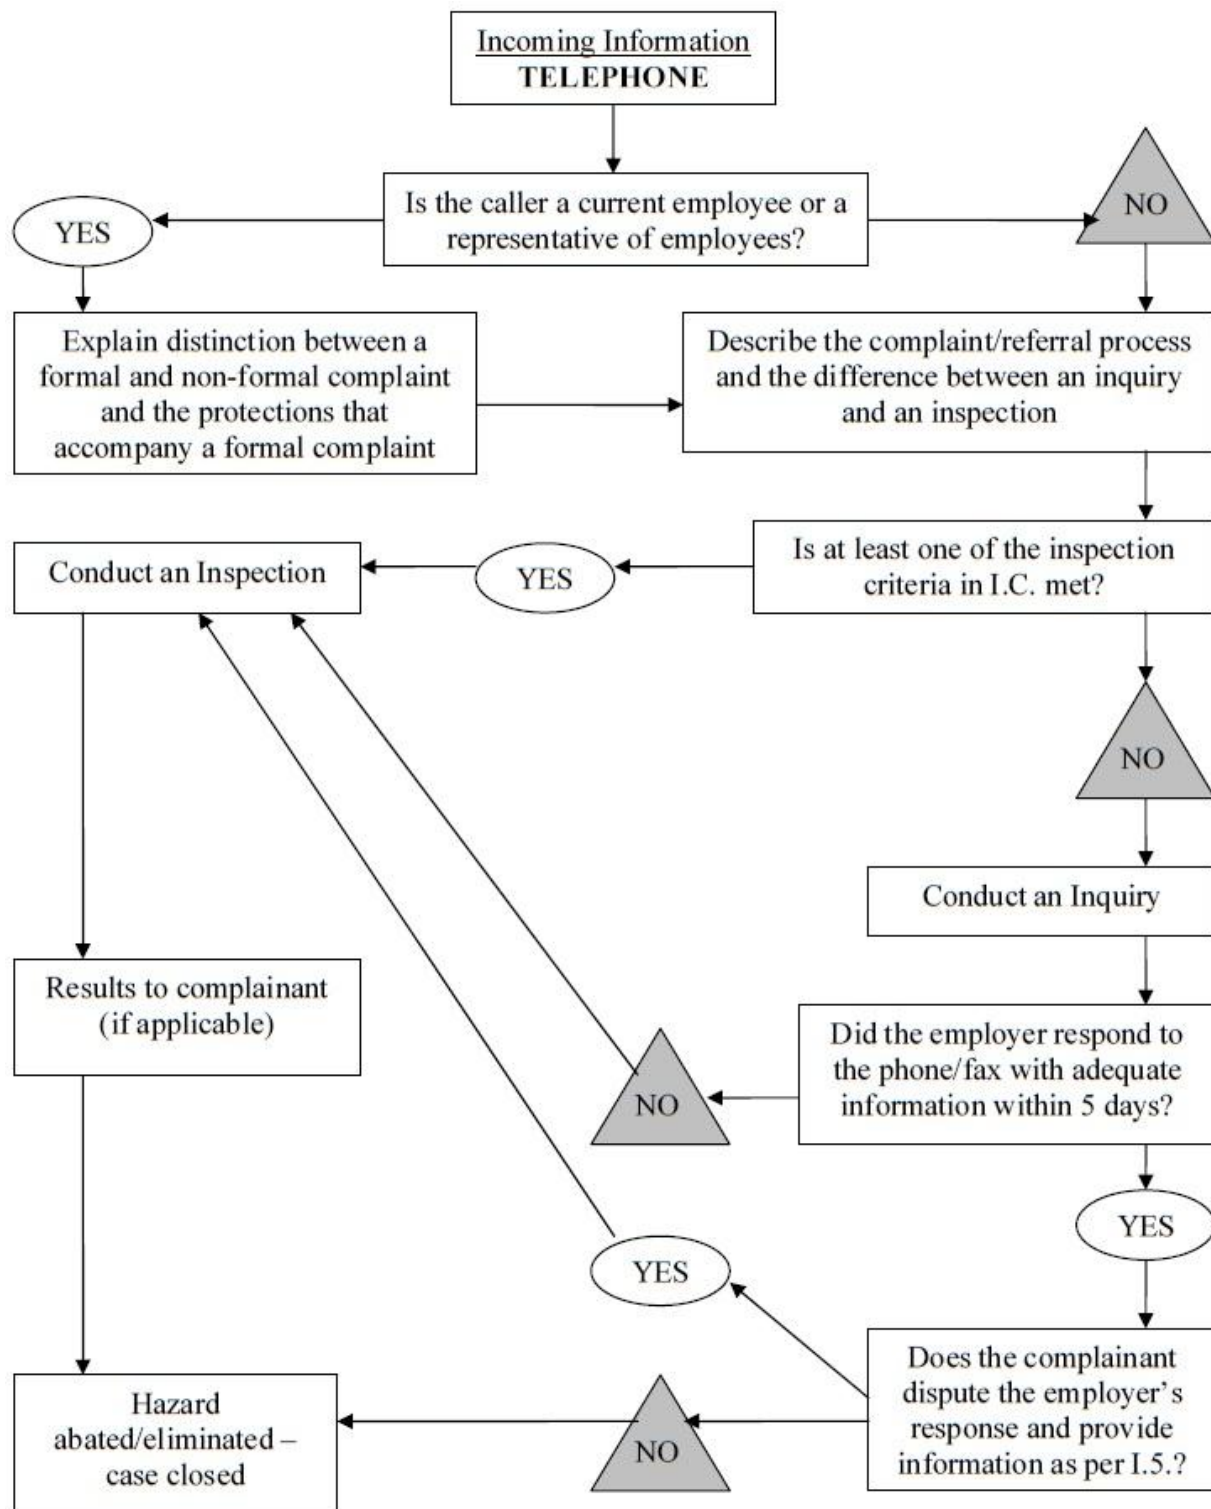 Incoming Information
TELEPHONE
Is the caller a current employee or a
representative of employees?
YES
NO
Explain distinction between a
formal and non-formal complaint
and the protections that
accompany a formal complaint
Describe the complaint/referral process
and the difference between an inquiry
and an inspection
Is at least one of the inspection
criteria in I.C. met?
YES
Conduct an Inspection
NO
Conduct an Inquiry
Results to complainant
(if applicable)
Did the employer respond to
the phone/fax with adequate
information within 5 days?
NO
YES
YES
Does the complainant
dispute the employer’s
response and provide
information as per I.5.?
NO
Hazard
abated/eliminated –
case closed